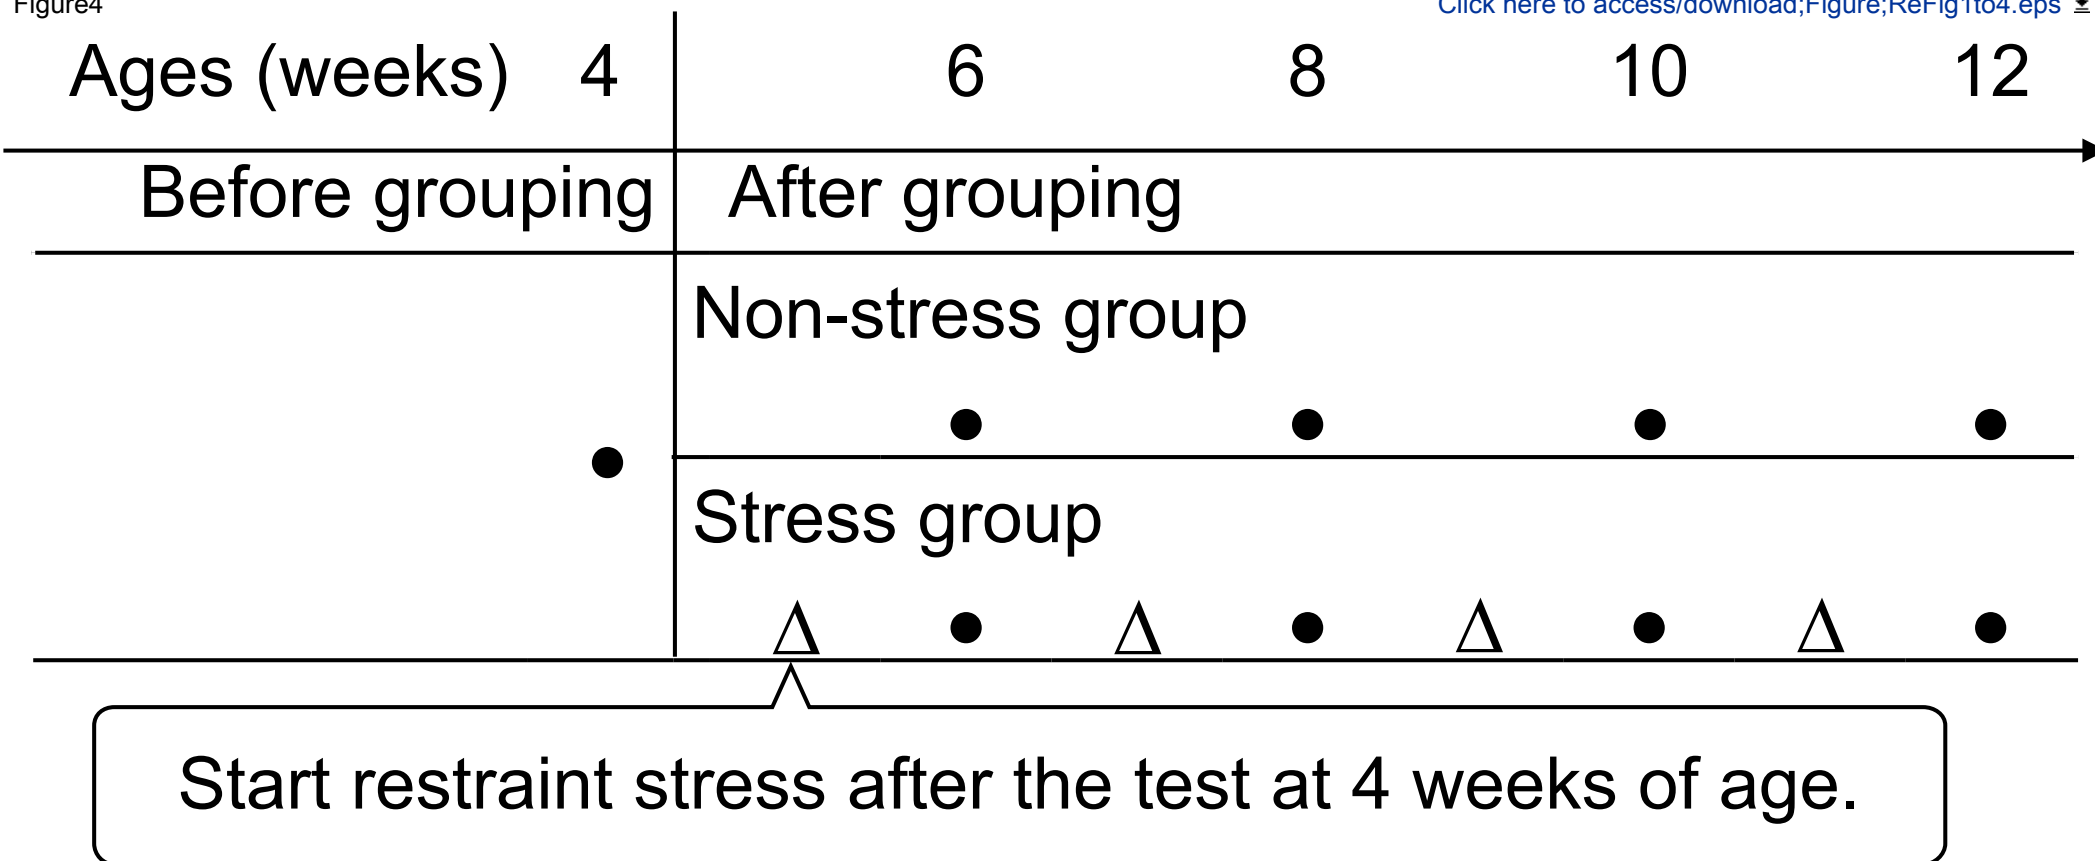 Figure4
Click here to access/download;Figure;ReFig1to4.eps
Ages (weeks) 4 6 8 10 12
Before grouping After grouping
Non-stress group
Stress group
Δ Δ Δ Δ
Start restraint stress after the test at 4 weeks of age.